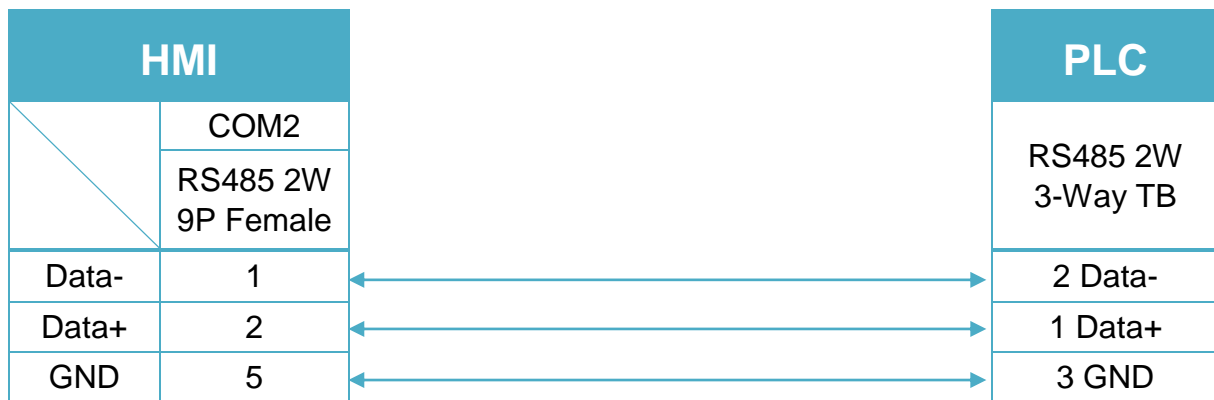 HMI
PLC
COM2
RS485 2W
9P Female
RS485 2W
3-Way TB
Data- 1 2 Data-
Data+ 2 1 Data+
GND 5 3 GND